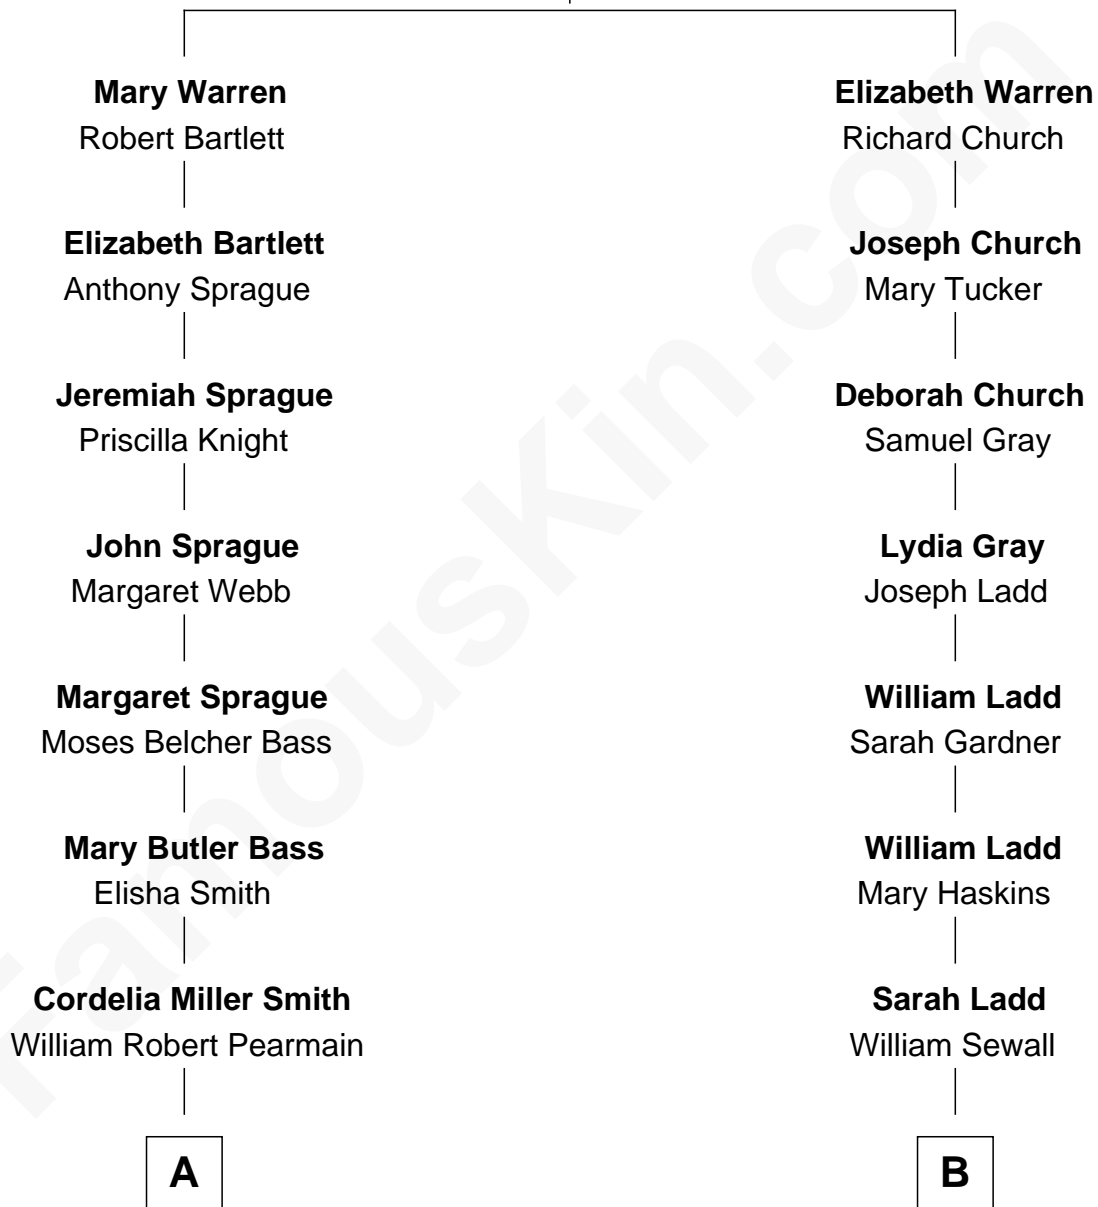 Mary Warren
Robert Bartlett
Elizabeth Bartlett
Anthony Sprague
Jeremiah Sprague
Priscilla Knight
John Sprague
Margaret Webb
Margaret Sprague
Moses Belcher Bass
Mary Butler Bass
Elisha Smith
Cordelia Miller Smith
William Robert Pearmain
A
Elizabeth Warren
Richard Church
Joseph Church
Mary Tucker
Deborah Church
Samuel Gray
Lydia Gray
Joseph Ladd
William Ladd
Sarah Gardner
William Ladd
Mary Haskins
Sarah Ladd
William Sewall
B
FamousKin.com